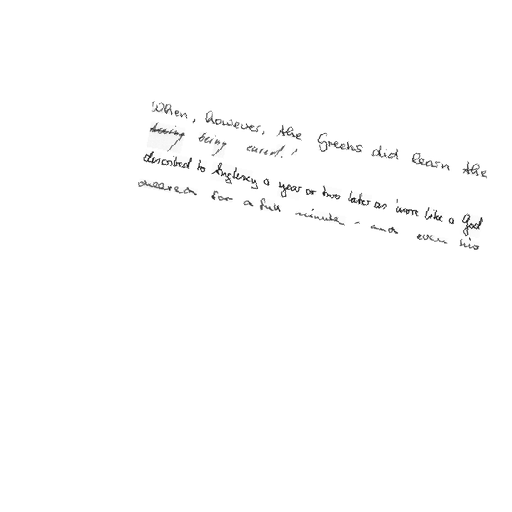 When, however, the Greeks did learn the
being cured.'
described to Anglesey a year or two later as 'more like a God
for a full minute - and even his